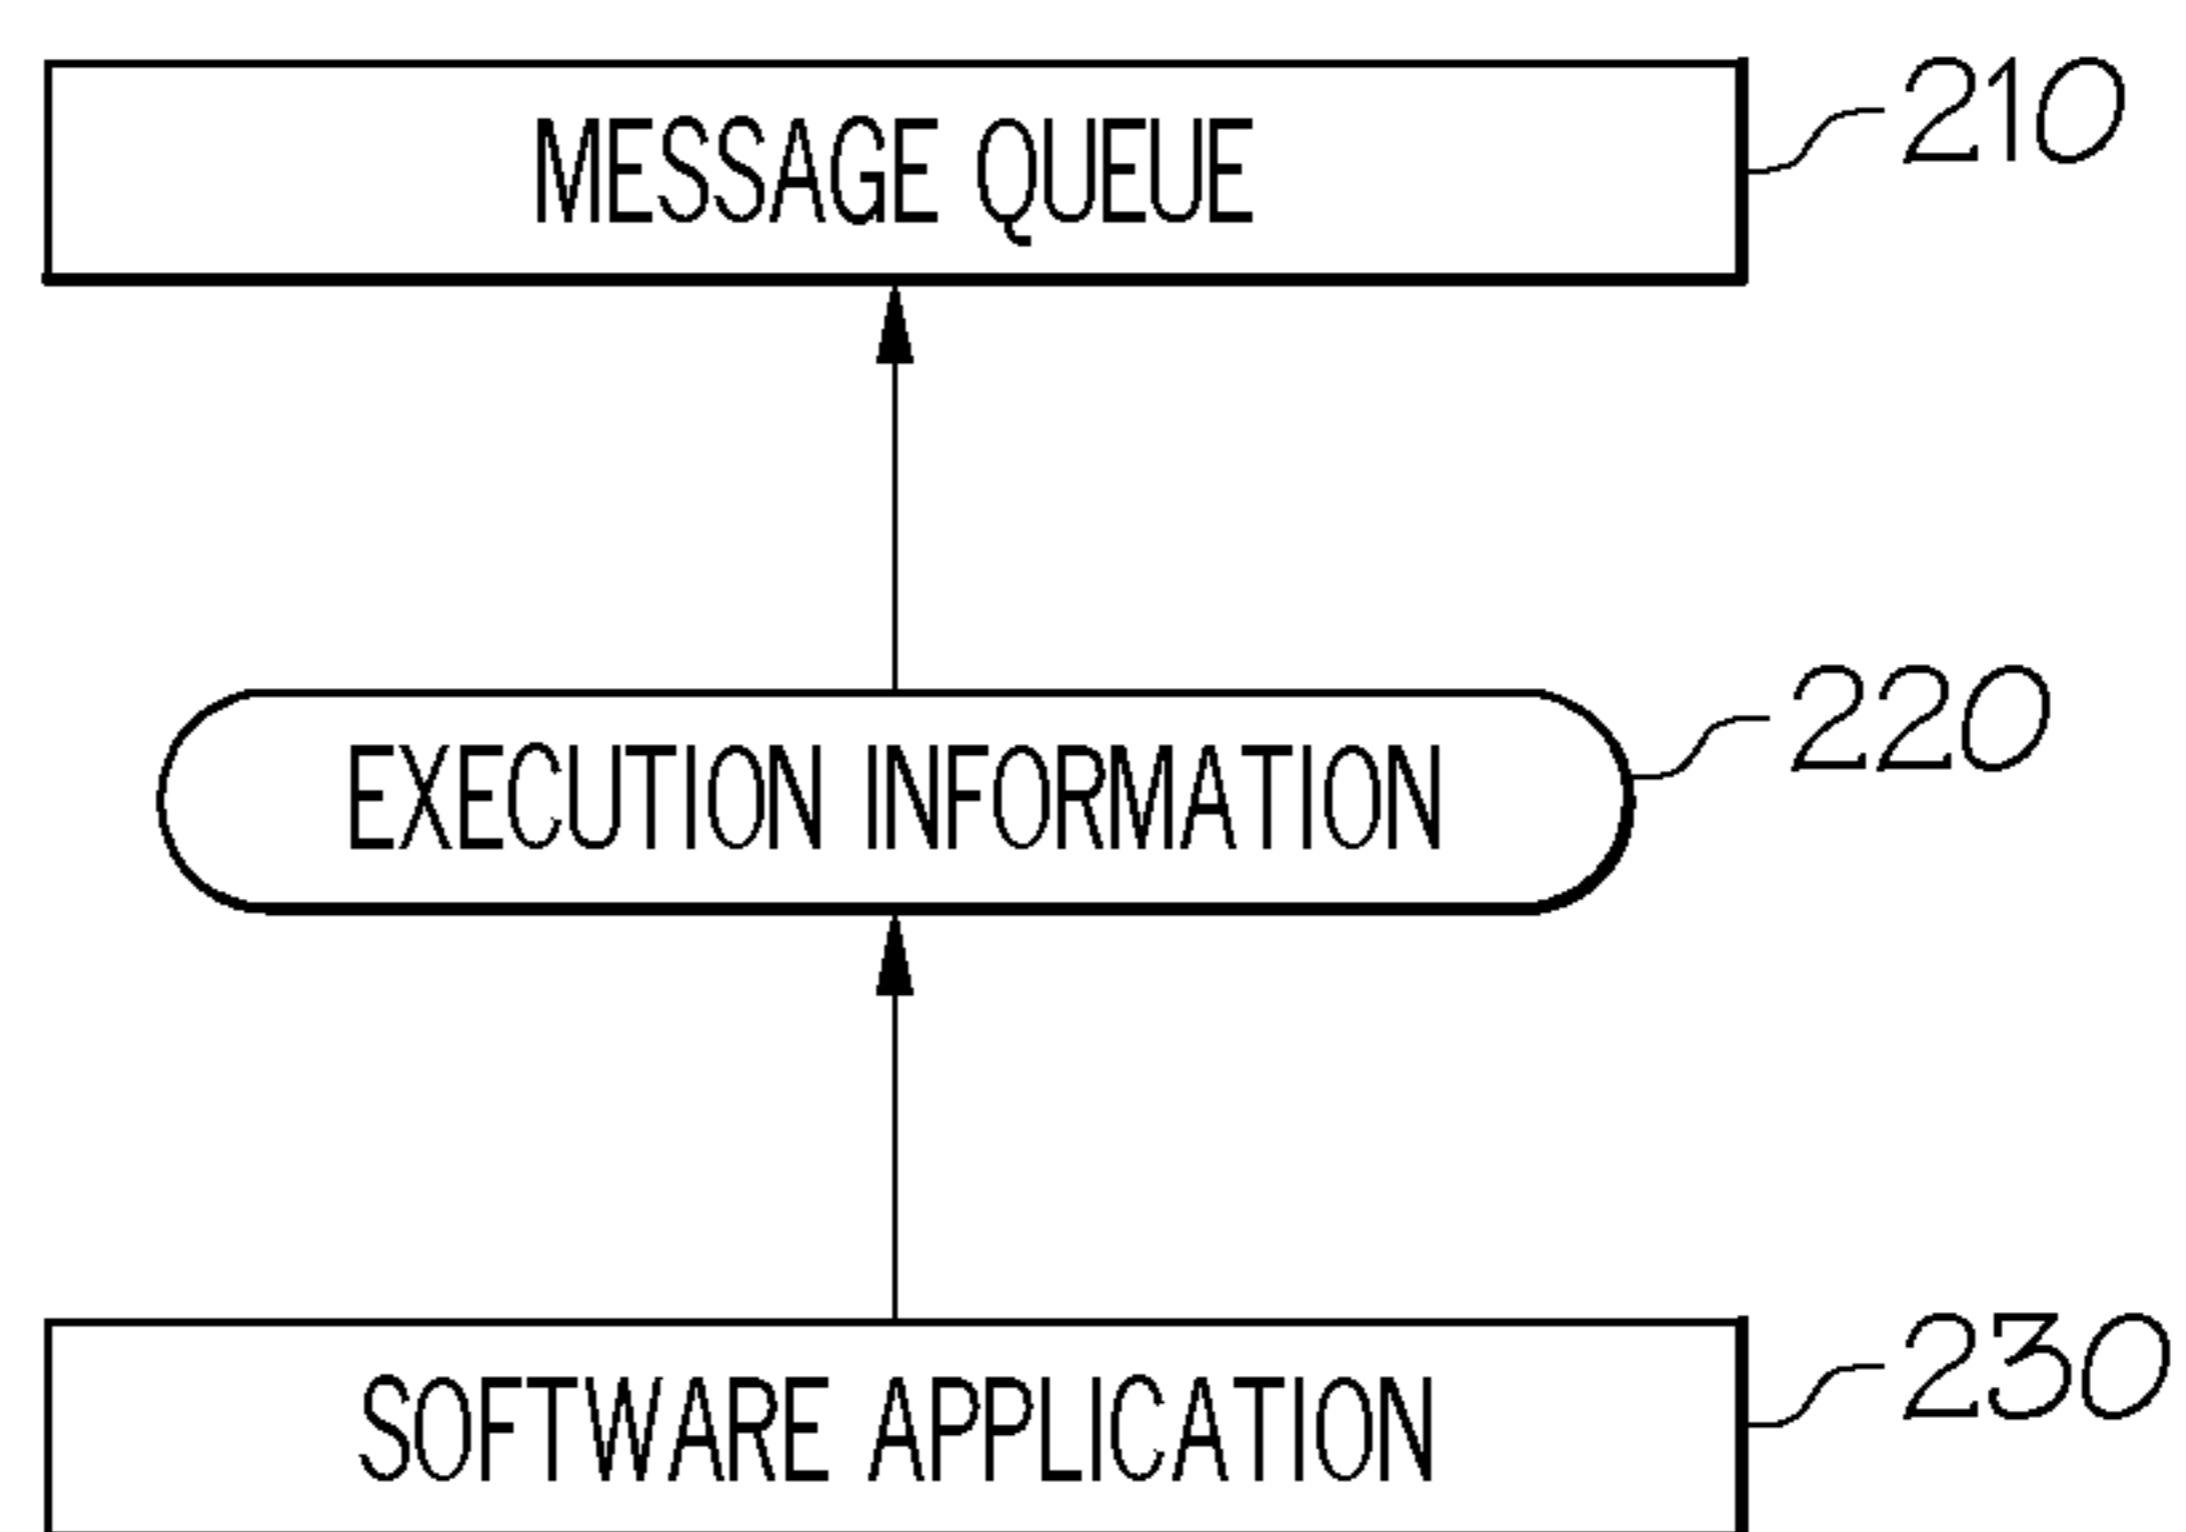 MESSAGE QUEUE
210
EXECUTION INFORMATION
220
SOFTWARE APPLICATION
230